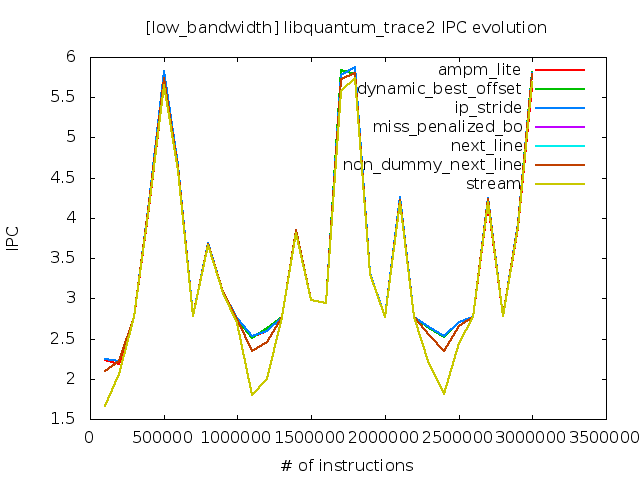 [low_bandwidth] libquantum_trace2 IPC evolution
6
5.5
5
4.5
4
3.5
3
2.5
2
1.5
IPC
ampm_lite
dynamic_best_offset
ip_stride
miss_penalized_bo
next_line
non_dummy_next_line
stream
0 500000 1000000 1500000 2000000 2500000 3000000 3500000
# of instructions